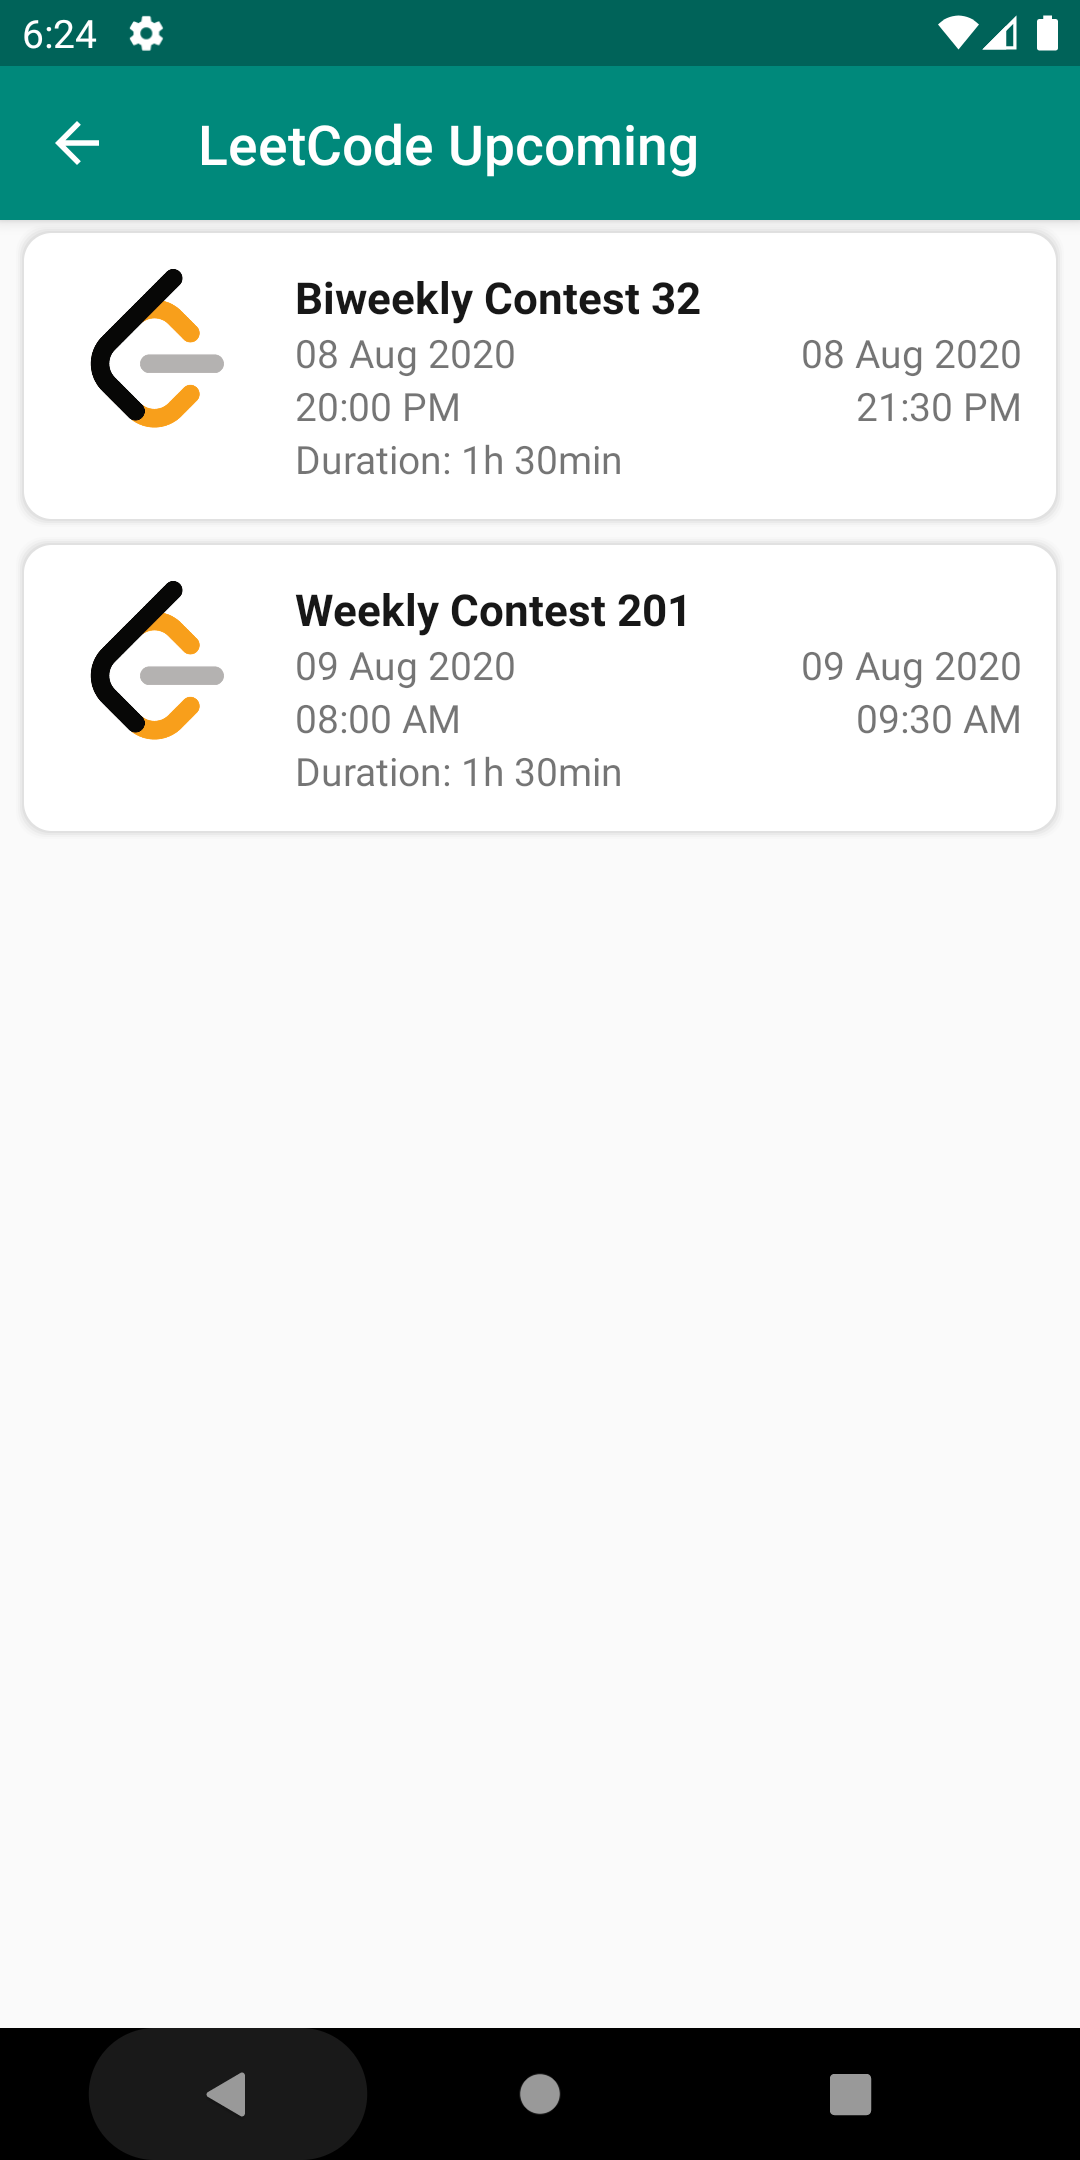 6:24
LeetCode Upcoming
Biweekly Contest 32
08 Aug 2020 08 Aug 2020
20:00 PM 21:30 PM
Duration: 1h 30min
Weekly Contest 201
09 Aug 2020 09 Aug 2020
08:00 AM 09:30 AM
Duration: 1h 30min